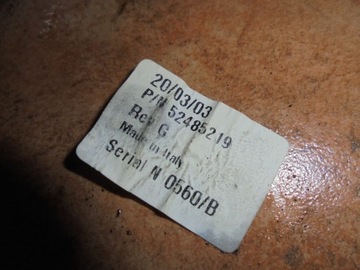 20/03/03
P/N 52485219
Rev G
Made in Italy
Serial N 0560/B